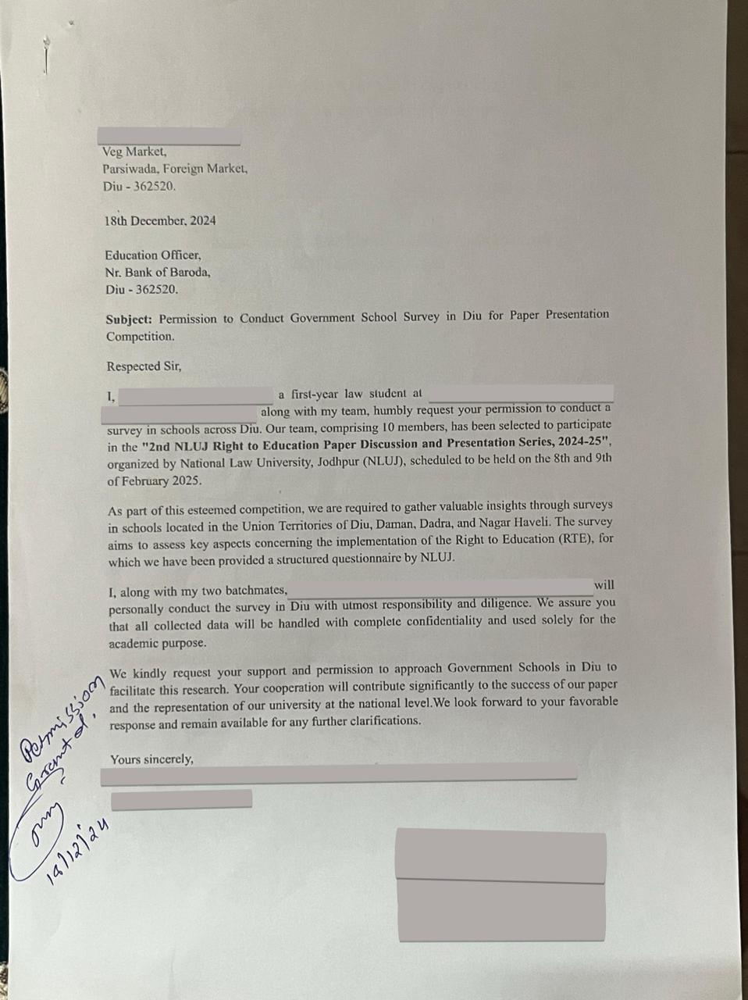 Veg Market,
Parsiwada, Foreign Market,
Diu - 362520.
18th December, 2024
Education Officer,
Nr. Bank of Baroda,
Diu - 362520.
Subject: Permission to Conduct Government School Survey in Diu for Paper Presentation
Competition.
Respected Sir,
I, a first-year law student at
along with my team, humbly request your permission to conduct a
survey in schools across Diu. Our team, comprising 10 members, has been selected to participate
in the "2nd NLUJ Right to Education Paper Discussion and Presentation Series, 2024-25",
organized by National Law University, Jodhpur (NLUJ), scheduled to be held on the 8th and 9th
of February 2025.
As part of this esteemed competition, we are required to gather valuable insights through surveys
in schools located in the Union Territories of Diu, Daman, Dadra, and Nagar Haveli. The survey
aims to assess key aspects concerning the implementation of the Right to Education (RTE), for
which we have been provided a structured questionnaire by NLUJ.
I, along with my two batchmates, will
personally conduct the survey in Diu with utmost responsibility and diligence. We assure you
that all collected data will be handled with complete confidentiality and used solely for the
academic purpose.
We kindly request your support and permission to approach Government Schools in Diu to
facilitate this research. Your cooperation will contribute significantly to the success of our paper
and the representation of our university at the national level.We look forward to your favorable
response and remain available for any further clarifications.
Yours sincerely,
Permission
Granted.
18/12/24